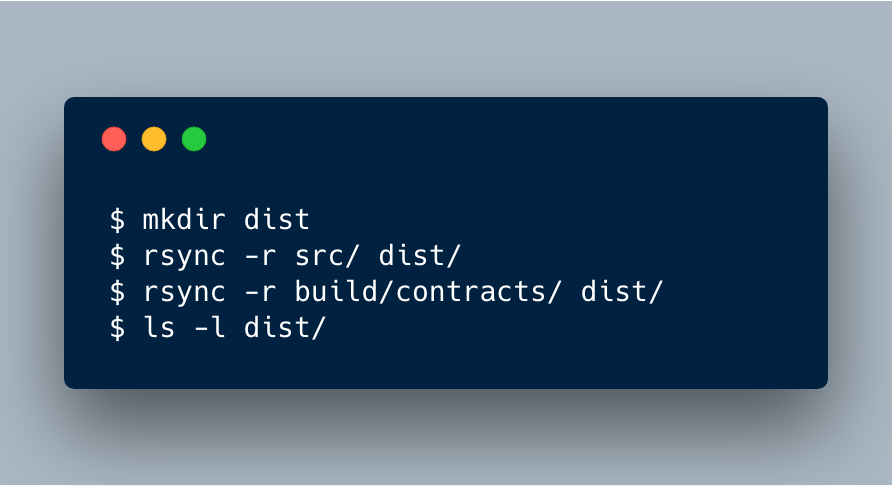 $ mkdir dist
$ rsync -r src/ dist/
$ rsync -r build/contracts/ dist/
$ ls -l dist/